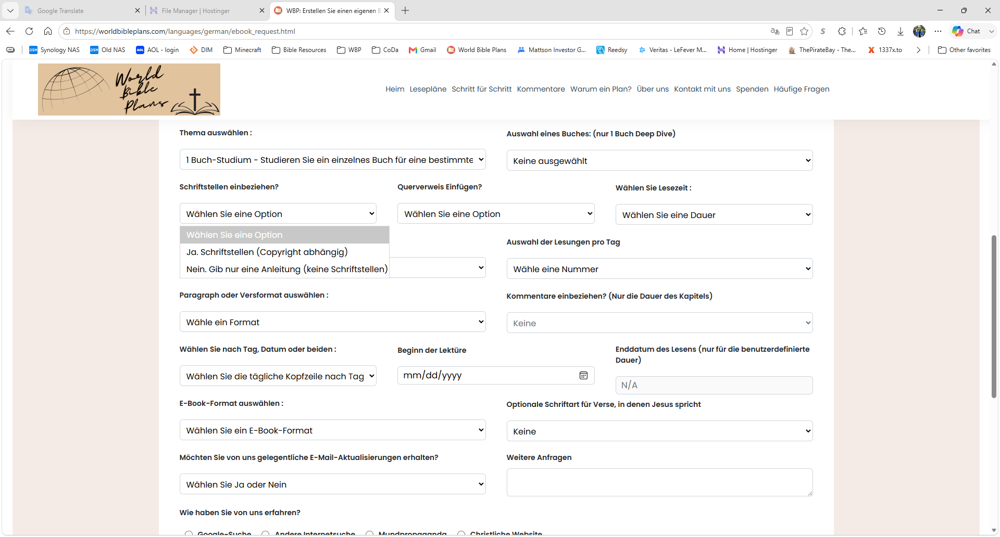 Google Translate
File Manager | Hostinger
WBP: Erstellen Sie einen eigenen B
https://worldbibleplans.com/languages/german/ebook_request.html
Chat
Synology NAS
Old NAS
AOL - login
DIM
Minecraft
Bible Resources
WBP
CoDa
Gmail
World Bible Plans
Mattson Investor G...
Reedsy
Veritas - LeFever M...
Home | Hostinger
ThePirateBay - The...
1337x.to
Other favorites
World
Bible
Plans
Heim Lesepläne Schritt für Schritt Kommentare Warum ein Plan? Über uns Kontakt mit uns Spenden Häufige Fragen
Thema auswählen :
Auswahl eines Buches: (nur 1 Buch Deep Dive)
1 Buch-Studium - Studieren Sie ein einzelnes Buch für eine bestimmte
Keine ausgewählt
Schriftstellen einbeziehen?
Querverweis Einfügen?
Wählen Sie Lesezeit :
Wählen Sie eine Option
Wählen Sie eine Option
Wählen Sie eine Dauer
Wählen Sie eine Option
Ja. Schriftstellen (Copyright abhängig)
Nein. Gib nur eine Anleitung (keine Schriftstellen)
Auswahl der Lesungen pro Tag
Wähle eine Nummer
Paragraph oder Versformat auswählen :
Kommentare einbeziehen? (Nur die Dauer des Kapitels)
Wähle ein Format
Keine
Wählen Sie nach Tag, Datum oder beiden :
Beginn der Lektüre
Enddatum des Lesens (nur für die benutzerdefinierte
Dauer)
Wählen Sie die tägliche Kopfzeile nach Tag
mm/dd/yyyy
N/A
E-Book-Format auswählen :
Optionale Schriftart für Verse, in denen Jesus spricht
Wählen Sie ein E-Book-Format
Keine
Möchten Sie von uns gelegentliche E-Mail-Aktualisierungen erhalten?
Weitere Anfragen
Wählen Sie Ja oder Nein
Wie haben Sie von uns erfahren?
Google-Suche Andere Internetsuche Mundpropaganda Christliche Website